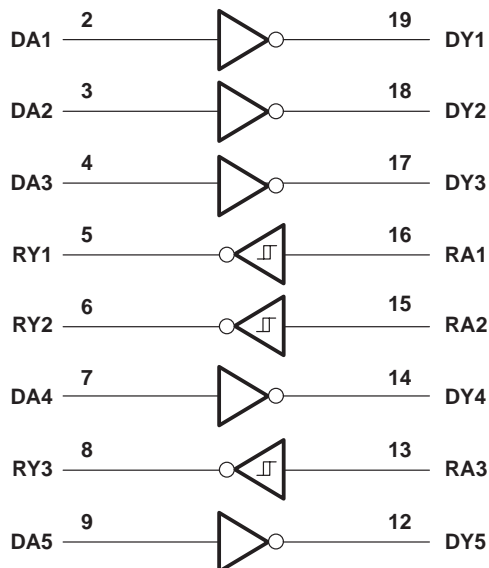 DA1 2 19 DY1
DA2 3 18 DY2
DA3 4 17 DY3
RY1 5 16 RA1
RY2 6 15 RA2
DA4 7 14 DY4
RY3 8 13 RA3
DA5 9 12 DY5